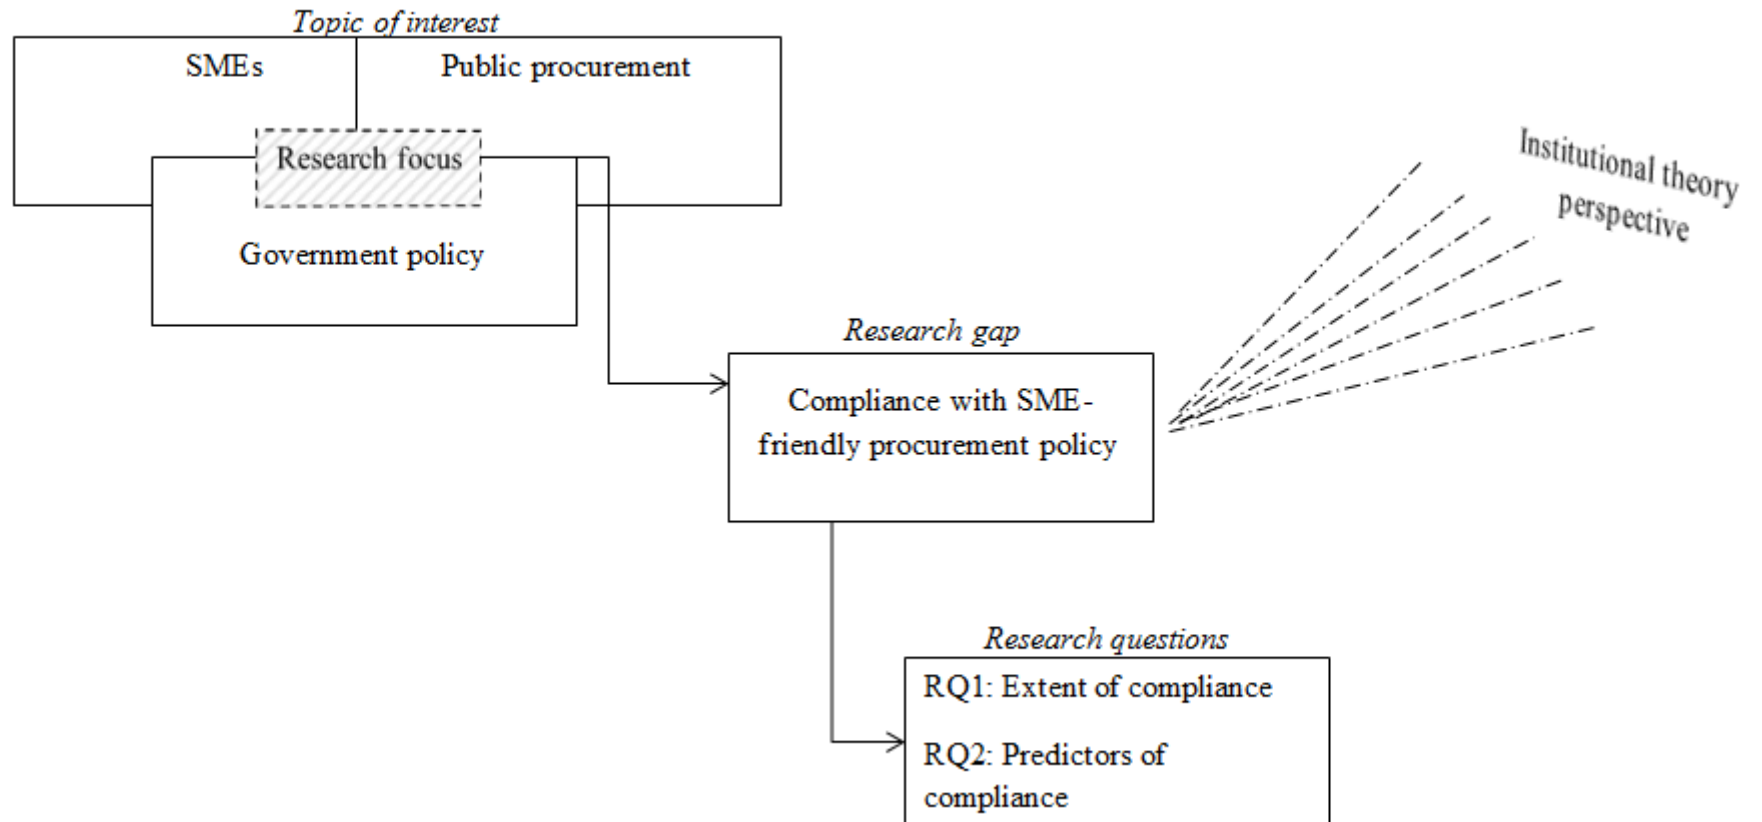 Topic of interest
SMEs
Public procurement
Research focus
Government policy
Institutional theory
perspective
Research gap
Compliance with SME-
friendly procurement policy
Research questions
RQ1: Extent of compliance
RQ2: Predictors of
compliance